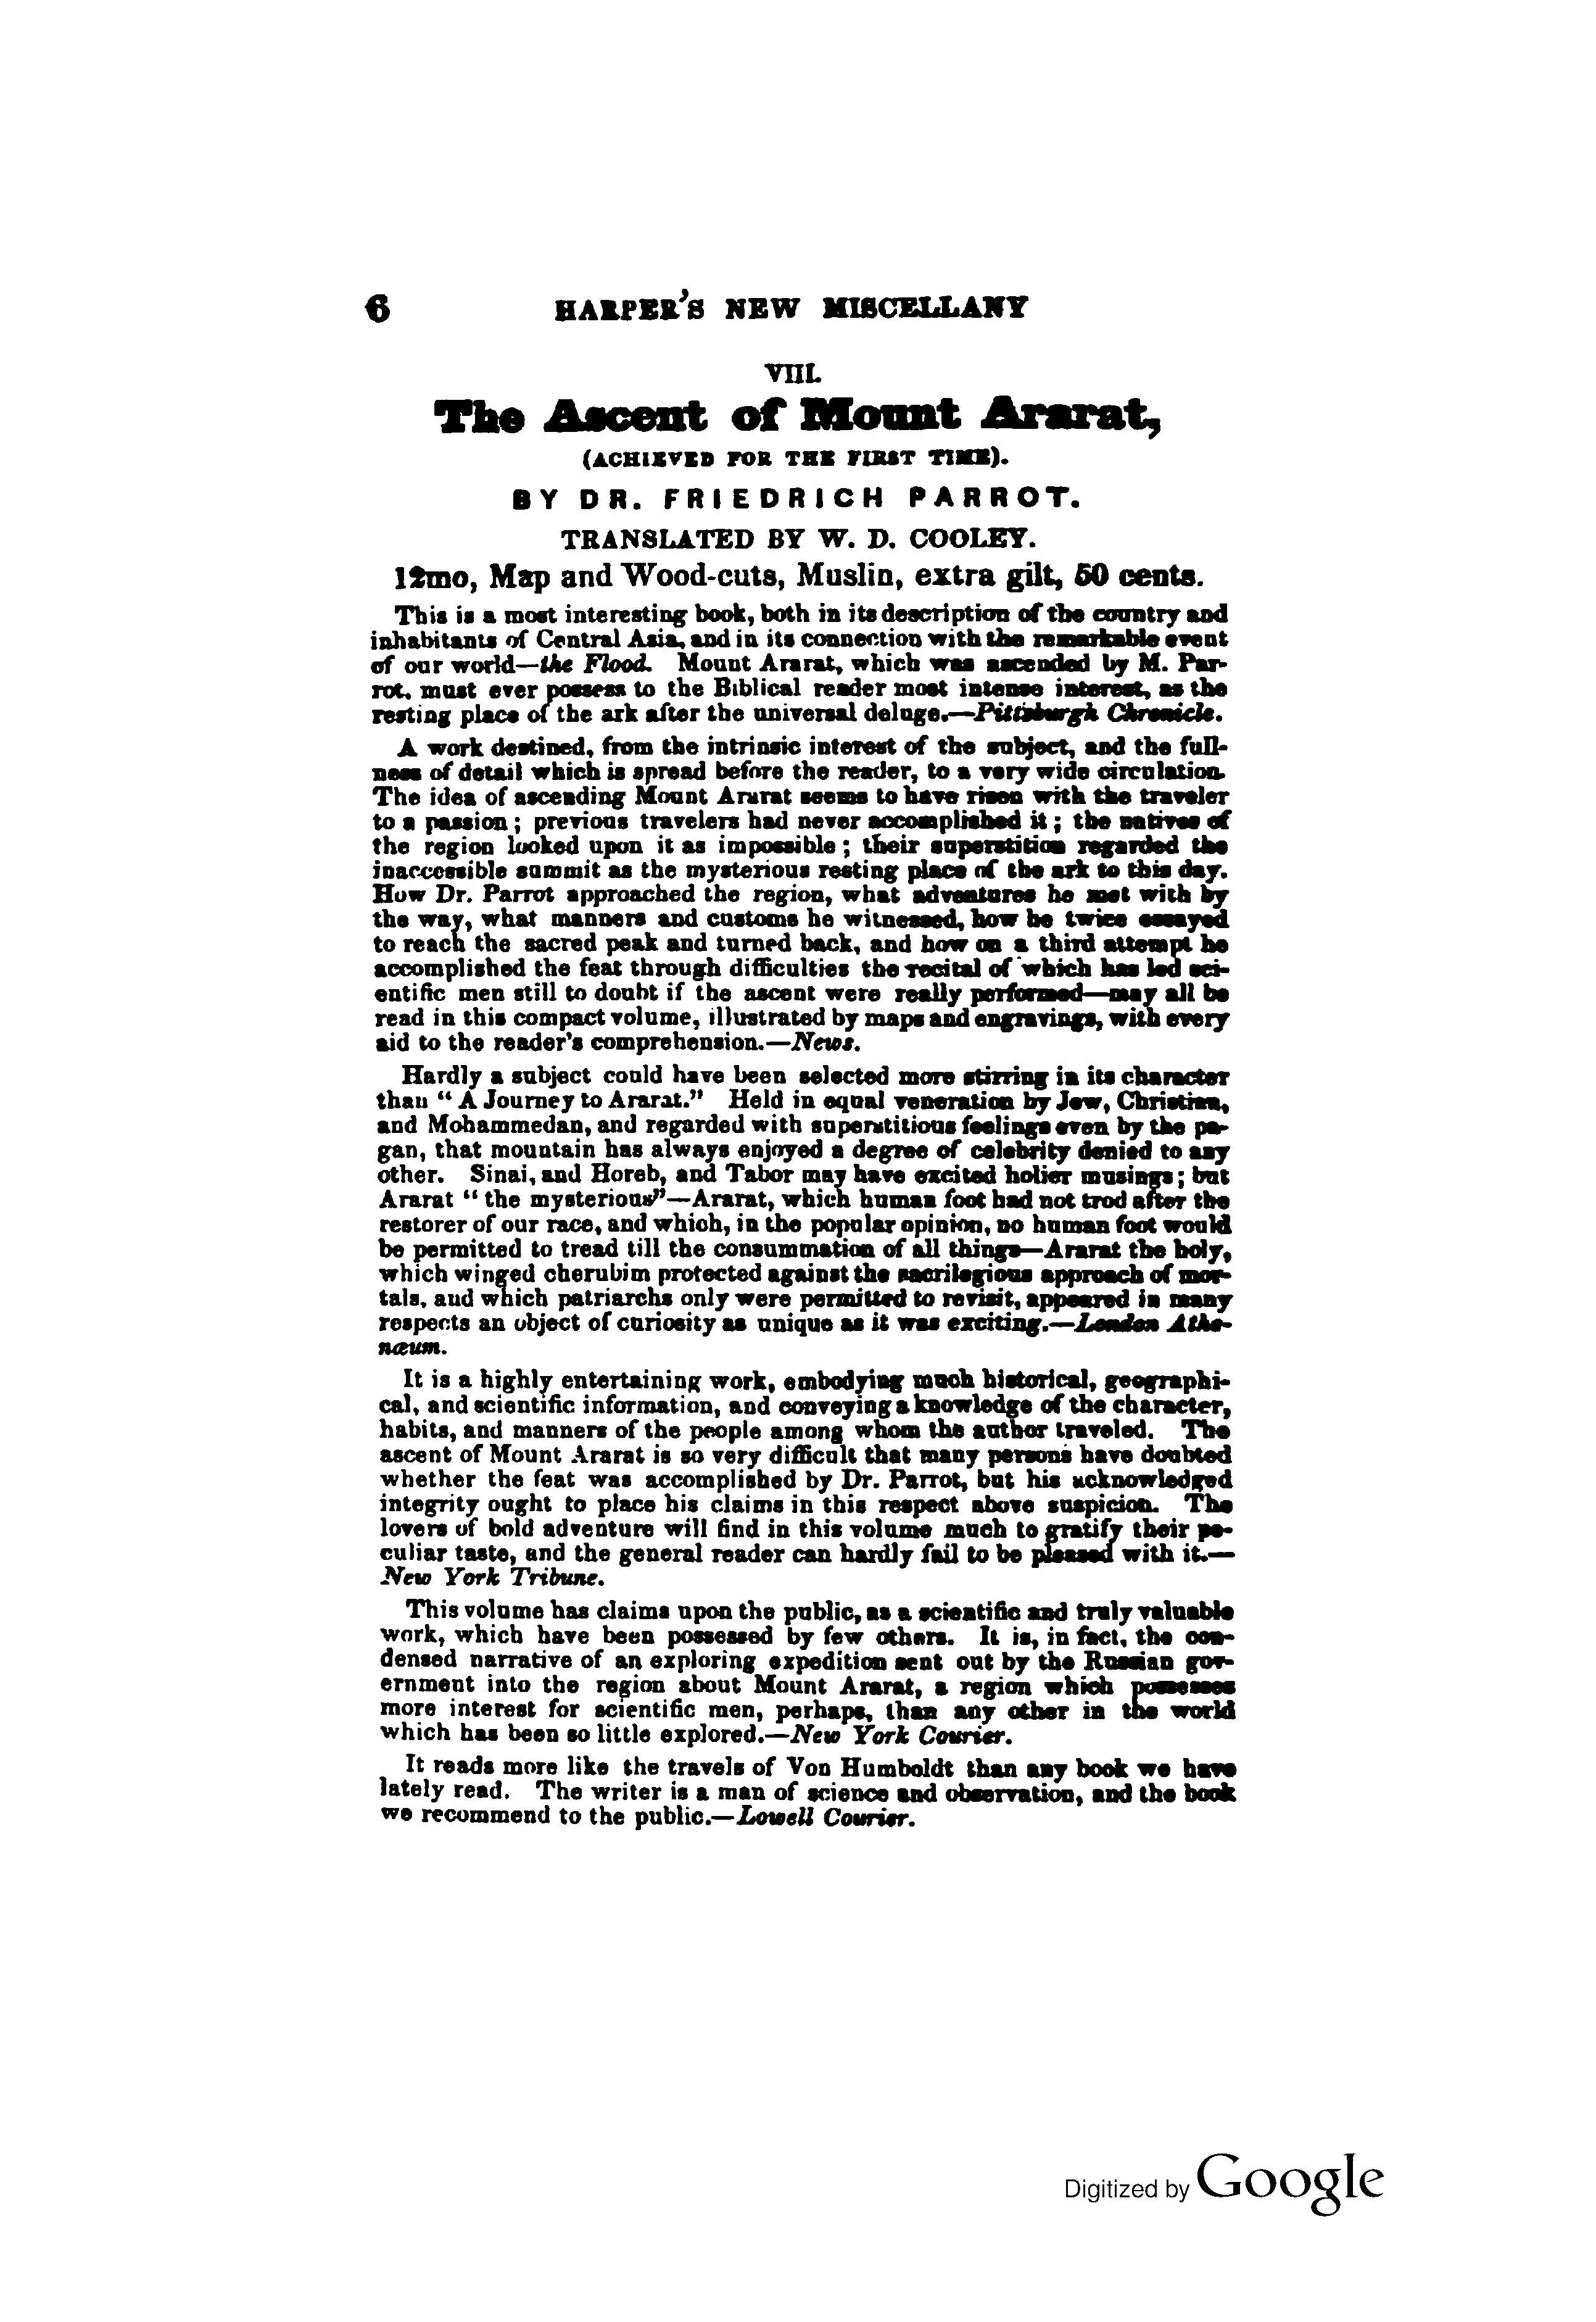 6 HARPER'S NEW MISCELLANY
VIII.
The Ascent of Mount Ararat,
(ACHIEVED FOR THE FIRST TIME).
BY DR. FRIEDRICH PARROT.
TRANSLATED BY W. D. COOLEY.
12mo, Map and Wood-cuts, Muslin, extra gilt, 50 cents.
This is a most interesting book, both in its description of the country and
inhabitants of Central Asia, and in its connection with the remarkable event
of our world—the Flood. Mount Ararat, which was ascended by M. Par-
rot, must ever possess to the Biblical reader most intense interest, as the
resting place of the ark after the universal deluge.—Pittsburgh Chronicle.
A work destined, from the intrinsic interest of the subject, and the full-
ness of detail which is spread before the reader, to a very wide circulation.
The idea of ascending Mount Ararat seems to have risen with the traveler
to a passion; previous travelers had never accomplished it; the natives of
the region looked upon it as impossible; their superstition regarded the
inaccessible summit as the mysterious resting place of the ark to this day.
How Dr. Parrot approached the region, what adventures he met with by
the way, what manners and customs he witnessed, how he twice essayed
to reach the sacred peak and turned back, and how on a third attempt he
accomplished the feat through difficulties the recital of which has led sci-
entific men still to doubt if the ascent were really performed—may all be
read in this compact volume, illustrated by maps and engravings, with every
aid to the reader's comprehension.—News.
Hardly a subject could have been selected more stirring in its character
than "A Journey to Ararat." Held in equal veneration by Jew, Christian,
and Mohammedan, and regarded with superstitious feelings even by the pa-
gan, that mountain has always enjoyed a degree of celebrity denied to any
other. Sinai, and Horeb, and Tabor may have excited holier musings; but
Ararat "the mysterious"—Ararat, which human foot had not trod after the
restorer of our race, and which, in the popular opinion, no human foot would
be permitted to tread till the consummation of all things—Ararat the holy,
which winged cherubim protected against the sacrilegious approach of mor-
tals, and which patriarchs only were permitted to revisit, appeared in many
respects an object of curiosity as unique as it was exciting.—London Athe-
næum.
It is a highly entertaining work, embodying much historical, geographi-
cal, and scientific information, and conveying a knowledge of the character,
habits, and manners of the people among whom the author traveled. The
ascent of Mount Ararat is so very difficult that many persons have doubted
whether the feat was accomplished by Dr. Parrot, but his acknowledged
integrity ought to place his claims in this respect above suspicion. The
lovers of bold adventure will find in this volume much to gratify their pe-
culiar taste, and the general reader can hardly fail to be pleased with it.—
New York Tribune.
This volume has claims upon the public, as a scientific and truly valuable
work, which have been possessed by few others. It is, in fact, the con-
densed narrative of an exploring expedition sent out by the Russian gov-
ernment into the region about Mount Ararat, a region which possesses
more interest for scientific men, perhaps, than any other in the world
which has been so little explored.—New York Courier.
It reads more like the travels of Von Humboldt than any book we have
lately read. The writer is a man of science and observation, and the book
we recommend to the public.—Lowell Courier.
Digitized by Google